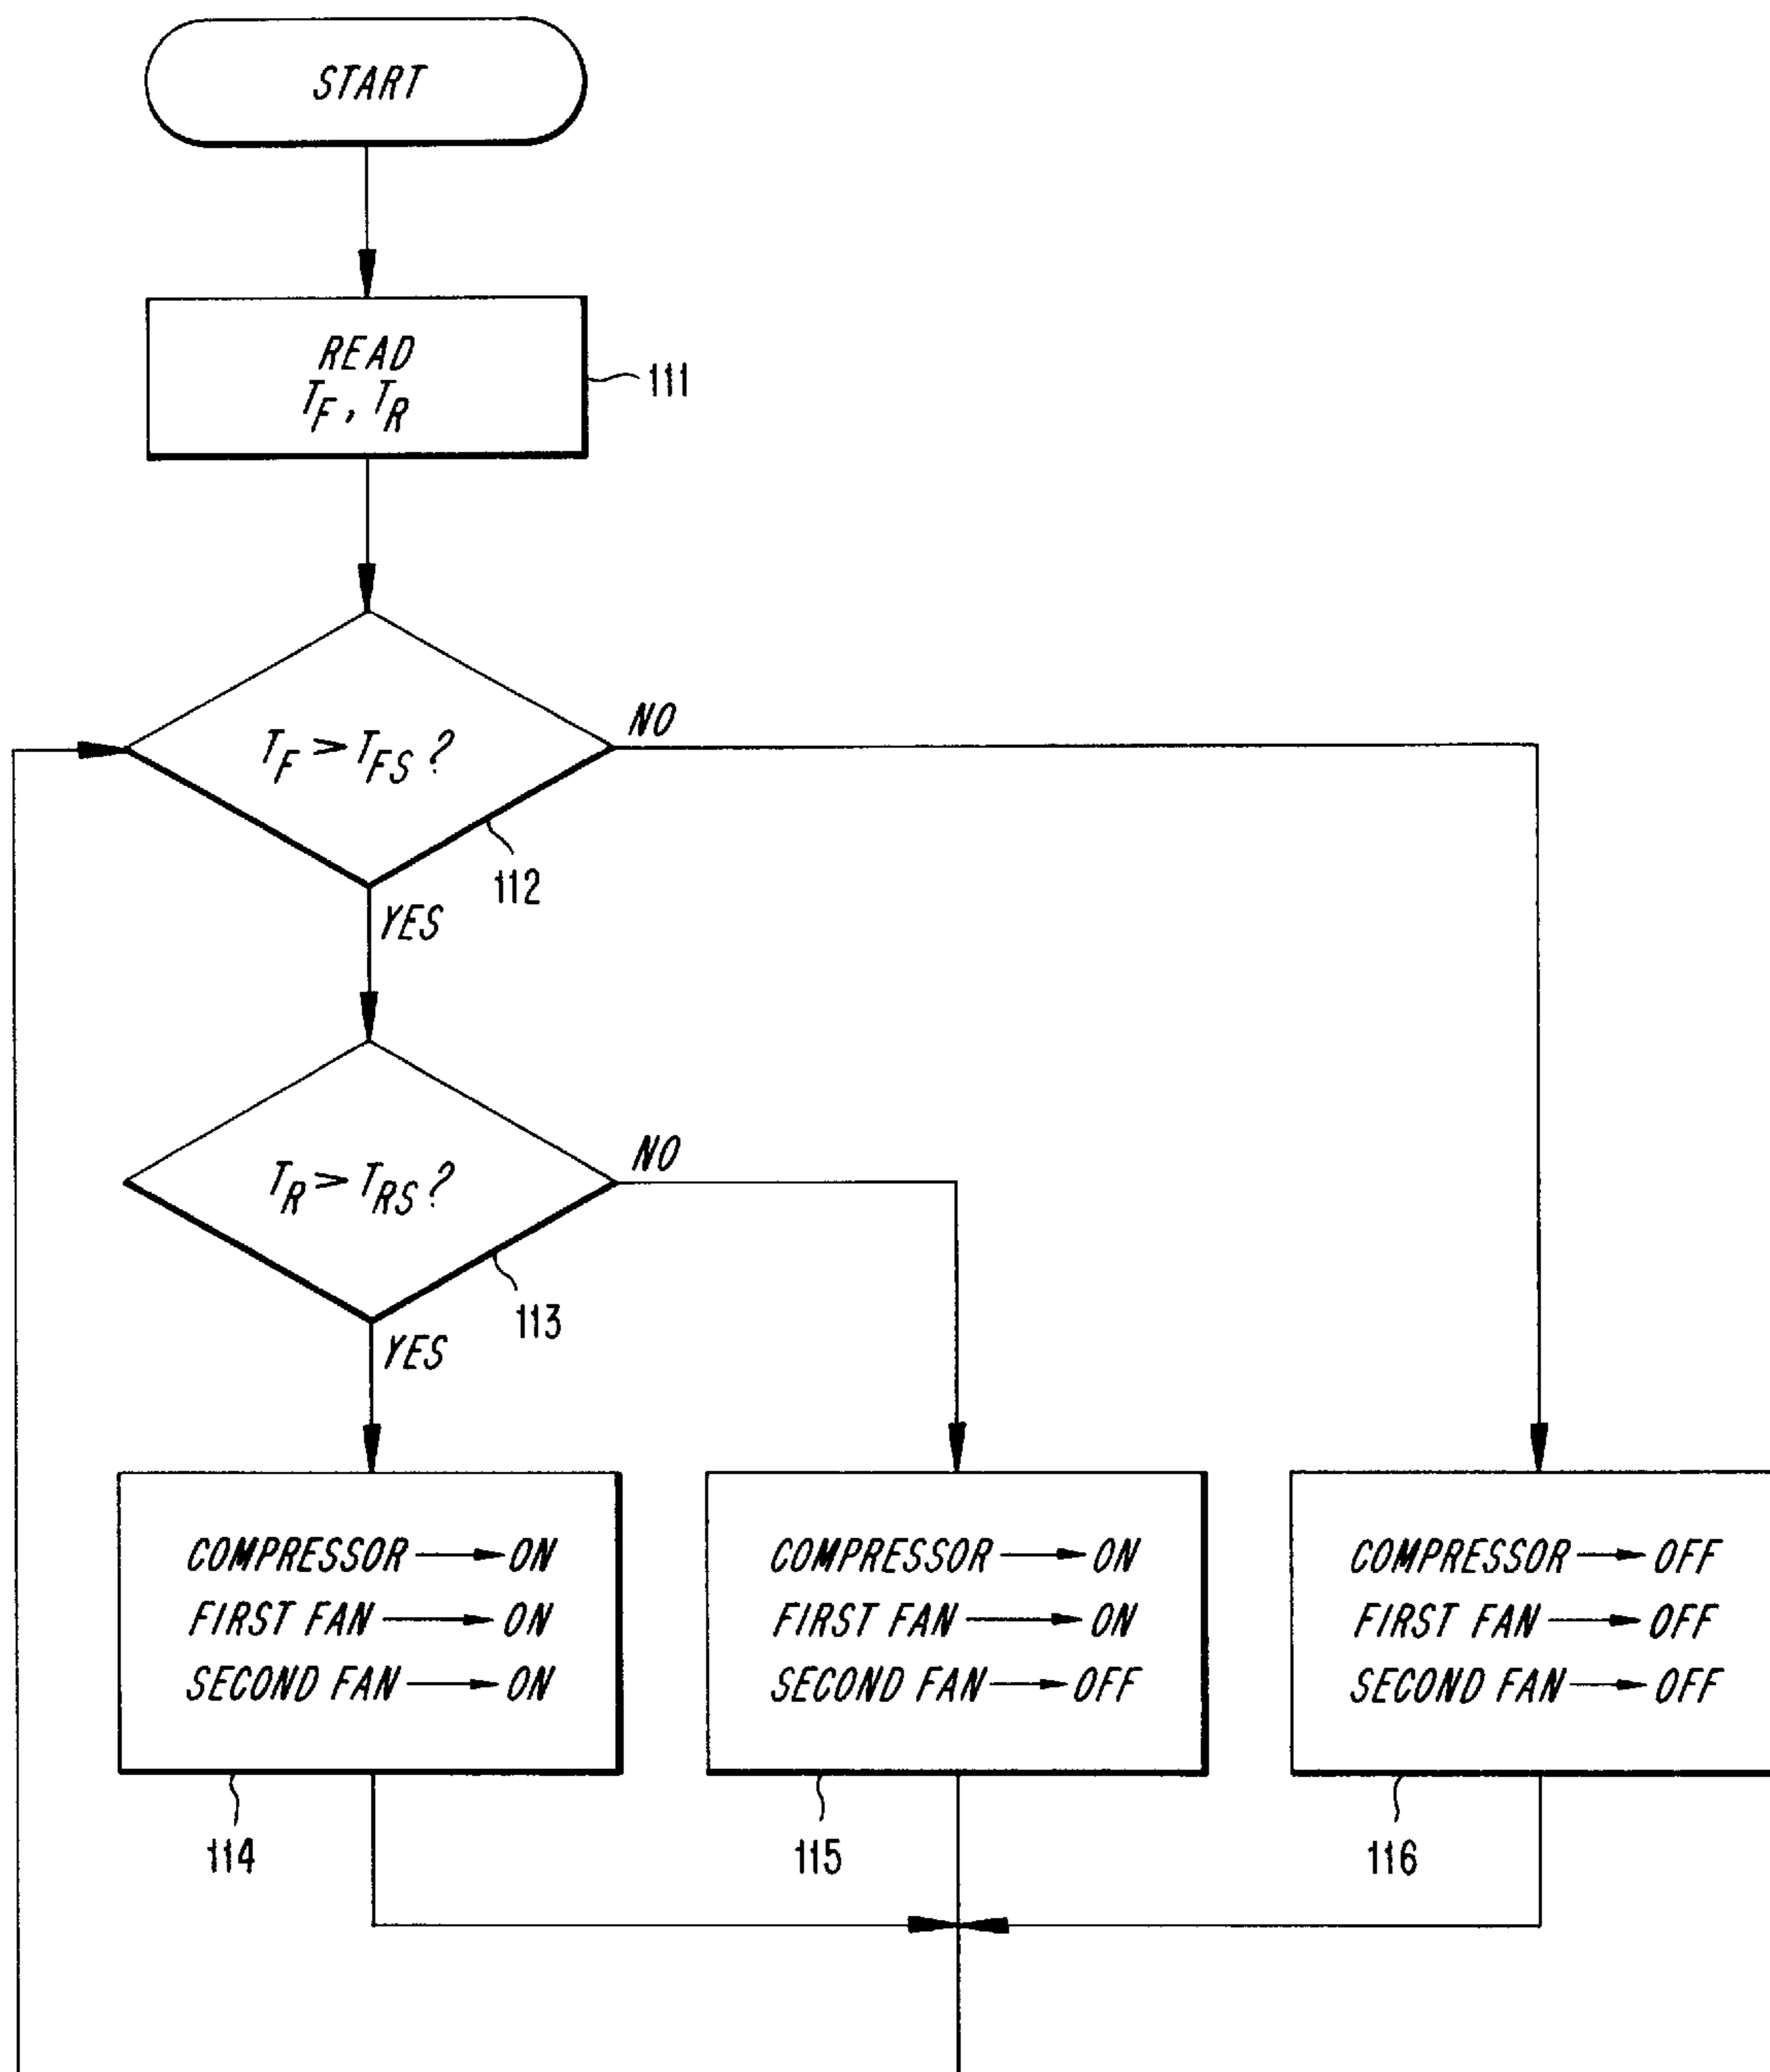 START
READ
T_F, T_R
111
T_F > T_FS ?
NO
112
YES
T_R > T_RS ?
NO
113
YES
COMPRESSOR → ON
FIRST FAN → ON
SECOND FAN → ON
114
COMPRESSOR → ON
FIRST FAN → ON
SECOND FAN → OFF
115
COMPRESSOR → OFF
FIRST FAN → OFF
SECOND FAN → OFF
116